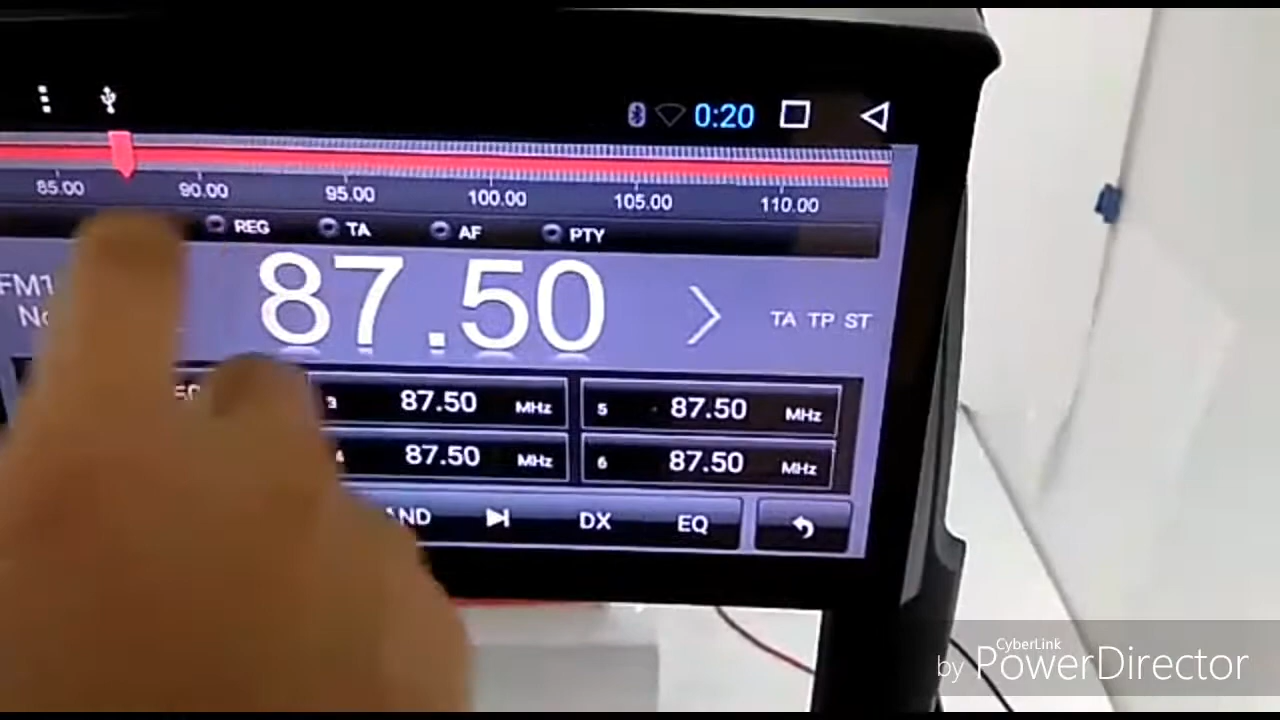 0:20
85.00 90.00 95.00 100.00 105.00 110.00
REG TA AF PTY
FM1
87.50
TA TP ST
3 87.50 MHz 5 87.50 MHz
4 87.50 MHz 6 87.50 MHz
DX EQ
CyberLink
by PowerDirector